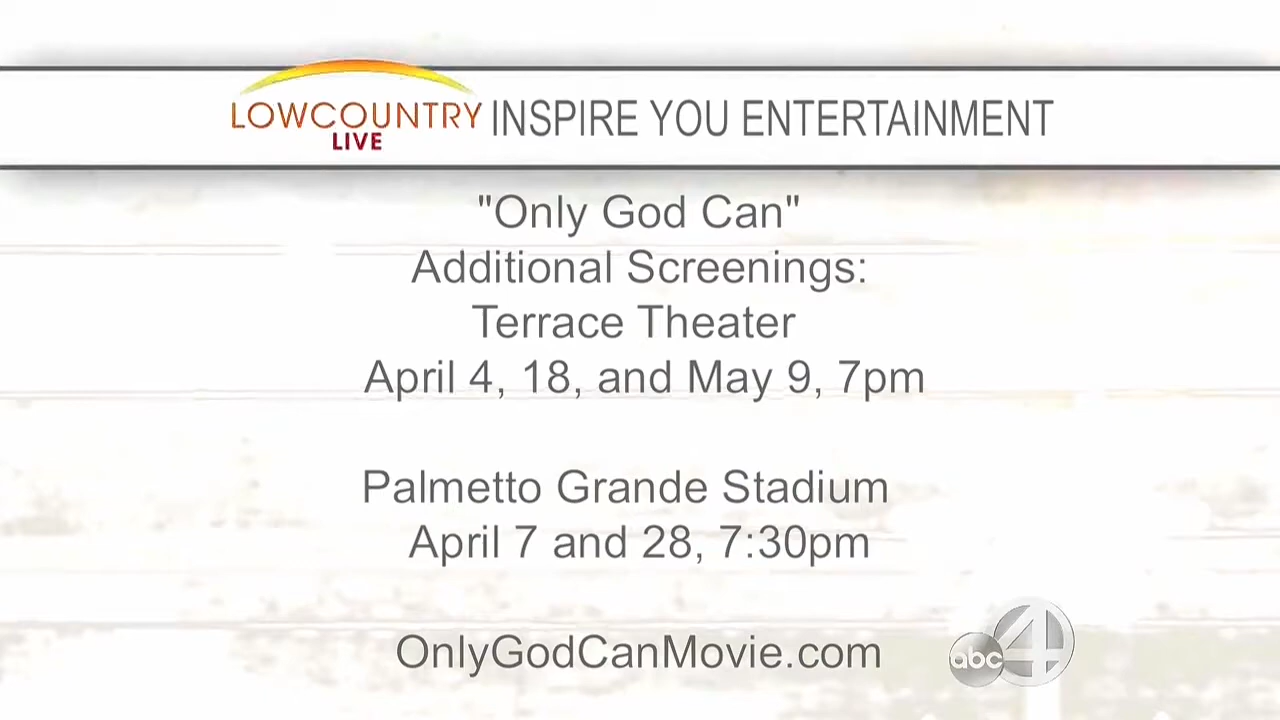 LOWCOUNTRY LIVE INSPIRE YOU ENTERTAINMENT
"Only God Can"
Additional Screenings:
Terrace Theater
April 4, 18, and May 9, 7pm
Palmetto Grande Stadium
April 7 and 28, 7:30pm
OnlyGodCanMovie.com
abc 4